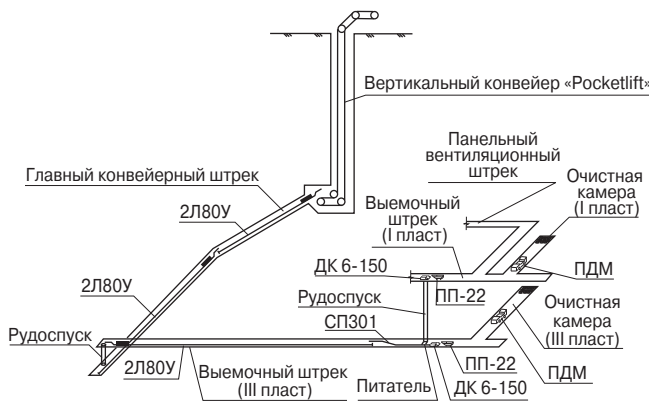 Вертикальный конвейер «Pocketlift»
Панельный
вентиляционный
штрек
Очистная
камера
(I пласт)
Главный конвейерный штрек
Выемочный
штрек
(I пласт)
2Л80У
ДК 6-150
ПП-22
ПДМ
2Л80У
Рудоспуск
Очистная
камера
(III пласт)
СП301
Рудоспуск
2Л80У
Выемочный штрек
(III пласт)
Питатель
ПП-22
ДК 6-150
ПДМ